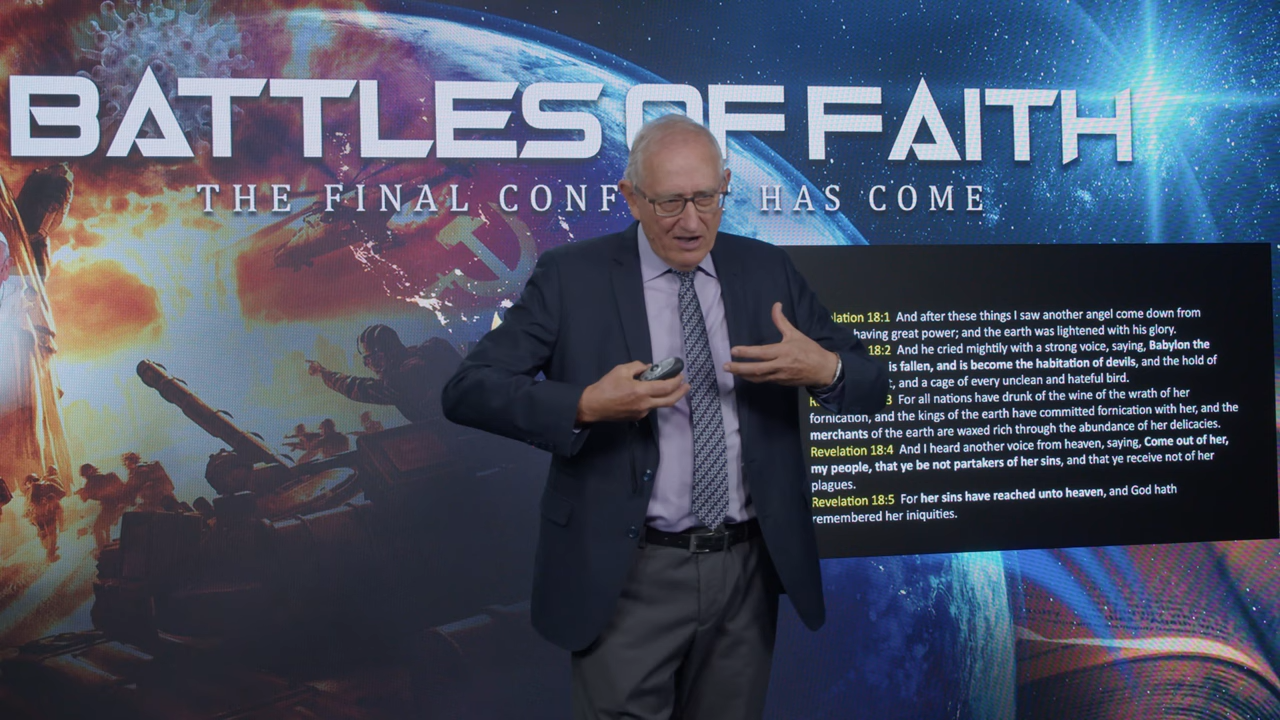 BATTLES OF FAITH
THE FINAL HAS COME
18:1 And after these things I saw another angel come down from
having great power; and the earth was lightened with his glory.
18:2 And he cried mightily with a strong voice, saying, Babylon the
is fallen, and is become the habitation of devils, and the hold of
and a cage of every unclean and hateful bird.
For all nations have drunk of the wine of the wrath of her
fornication, and the kings of the earth have committed fornication with her, and the
merchants of the earth are waxed rich through the abundance of her delicacies.
Revelation 18:4 And I heard another voice from heaven, saying, Come out of her,
my people, that ye be not partakers of her sins, and that ye receive not of her
plagues.
Revelation 18:5 For her sins have reached unto heaven, and God hath
remembered her iniquities.